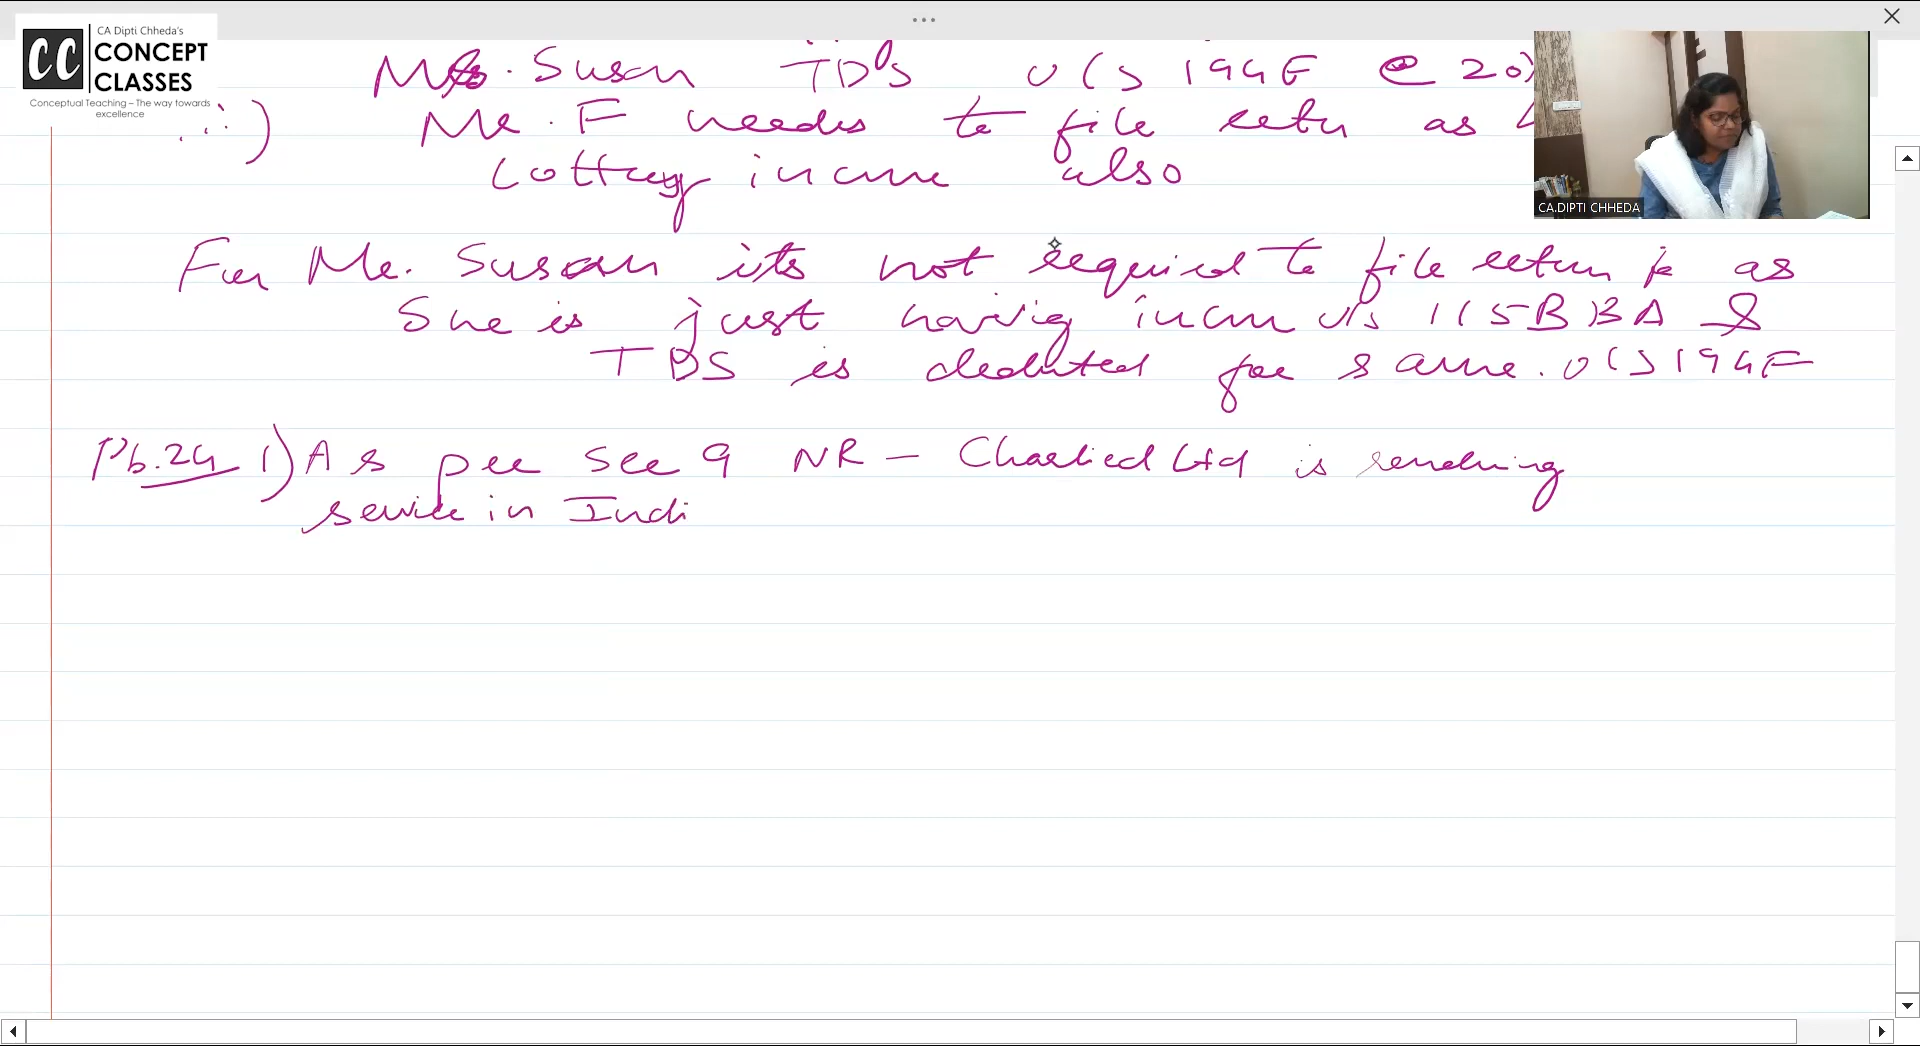 CA Dipti Chheda's
CC CONCEPT
CLASSES
Conceptual Teaching – The way towards
excellence
Ms. Susan TDS U/S 194E @ 20%
Mr. F needs to file retn as
Lottery income also
For Mr. Susan its not required to file return as
She is just having incm u/s 115BBA &
TDS is deducted for same. U/S 194E
Pb.24 1) As per Sec 9 NR – Charlied Ltd is rendering
service in Indi
CA.DIPTI CHHEDA